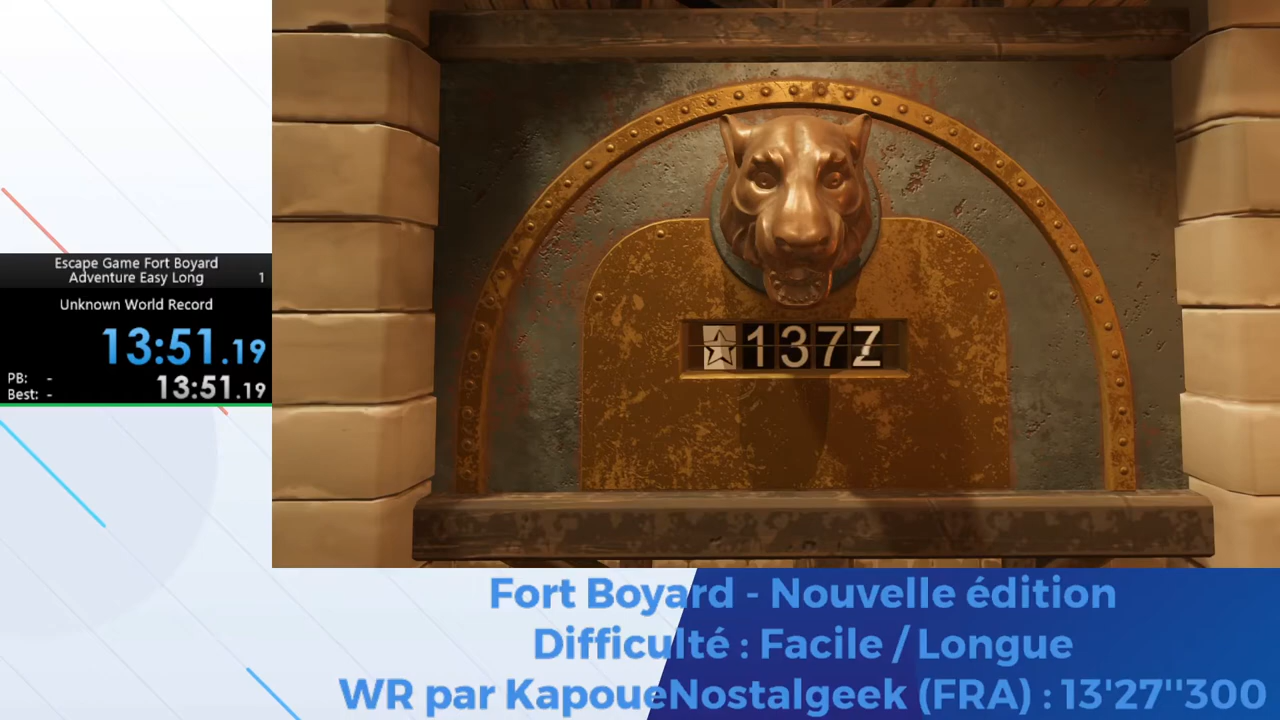 Escape Game Fort Boyard
Adventure Easy Long 1
Unknown World Record
13:51.19
PB: - 13:51.19
Best: -
137
Fort Boyard - Nouvelle édition
Difficulté : Facile / Longue
WR par KapoueNostalgeek (FRA) : 13'27''300